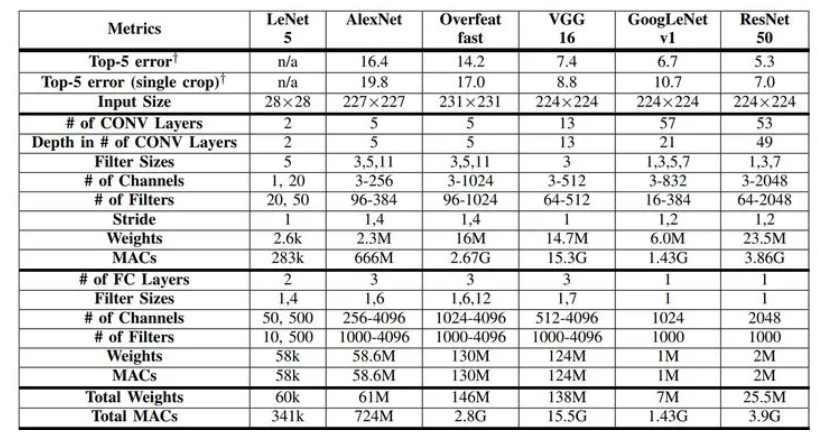 Metrics LeNet 5 AlexNet Overfeat fast VGG 16 GoogLeNet v1 ResNet 50
Top-5 error† n/a 16.4 14.2 7.4 6.7 5.3
Top-5 error (single crop)† n/a 19.8 17.0 8.8 10.7 7.0
Input Size 28×28 227×227 231×231 224×224 224×224 224×224
# of CONV Layers 2 5 5 13 57 53
Depth in # of CONV Layers 2 5 5 13 21 49
Filter Sizes 5 3,5,11 3,5,11 3 1,3,5,7 1,3,7
# of Channels 1, 20 3-256 3-1024 3-512 3-832 3-2048
# of Filters 20, 50 96-384 96-1024 64-512 16-384 64-2048
Stride 1 1,4 1,4 1 1,2 1,2
Weights 2.6k 2.3M 16M 14.7M 6.0M 23.5M
MACs 283k 666M 2.67G 15.3G 1.43G 3.86G
# of FC Layers 2 3 3 3 1 1
Filter Sizes 1,4 1,6 1,6,12 1,7 1 1
# of Channels 50, 500 256-4096 1024-4096 512-4096 1024 2048
# of Filters 10, 500 1000-4096 1000-4096 1000-4096 1000 1000
Weights 58k 58.6M 130M 124M 1M 2M
MACs 58k 58.6M 130M 124M 1M 2M
Total Weights 60k 61M 146M 138M 7M 25.5M
Total MACs 341k 724M 2.8G 15.5G 1.43G 3.9G